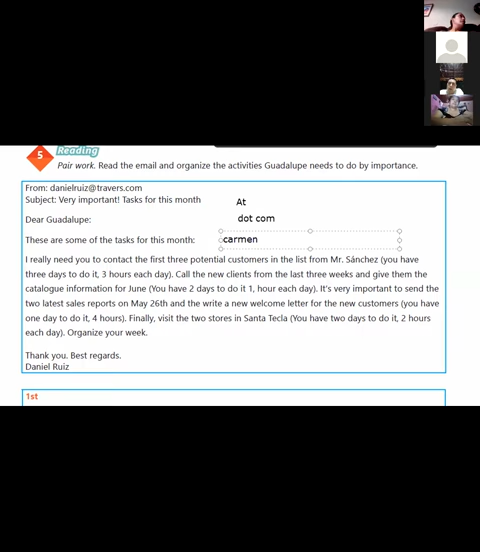 5 Reading
Pair work. Read the email and organize the activities Guadalupe needs to do by importance.
From: danielruiz@travers.com
Subject: Very important! Tasks for this month
At
Dear Guadalupe:
dot com
These are some of the tasks for this month:
carmen
I really need you to contact the first three potential customers in the list from Mr. Sánchez (you have
three days to do it, 3 hours each day). Call the new clients from the last three weeks and give them the
catalogue information for June (You have 2 days to do it 1, hour each day). It's very important to send the
two latest sales reports on May 26th and the write a new welcome letter for the new customers (you have
one day to do it, 4 hours). Finally, visit the two stores in Santa Tecla (You have two days to do it, 2 hours
each day). Organize your week.
Thank you. Best regards.
Daniel Ruiz
1st